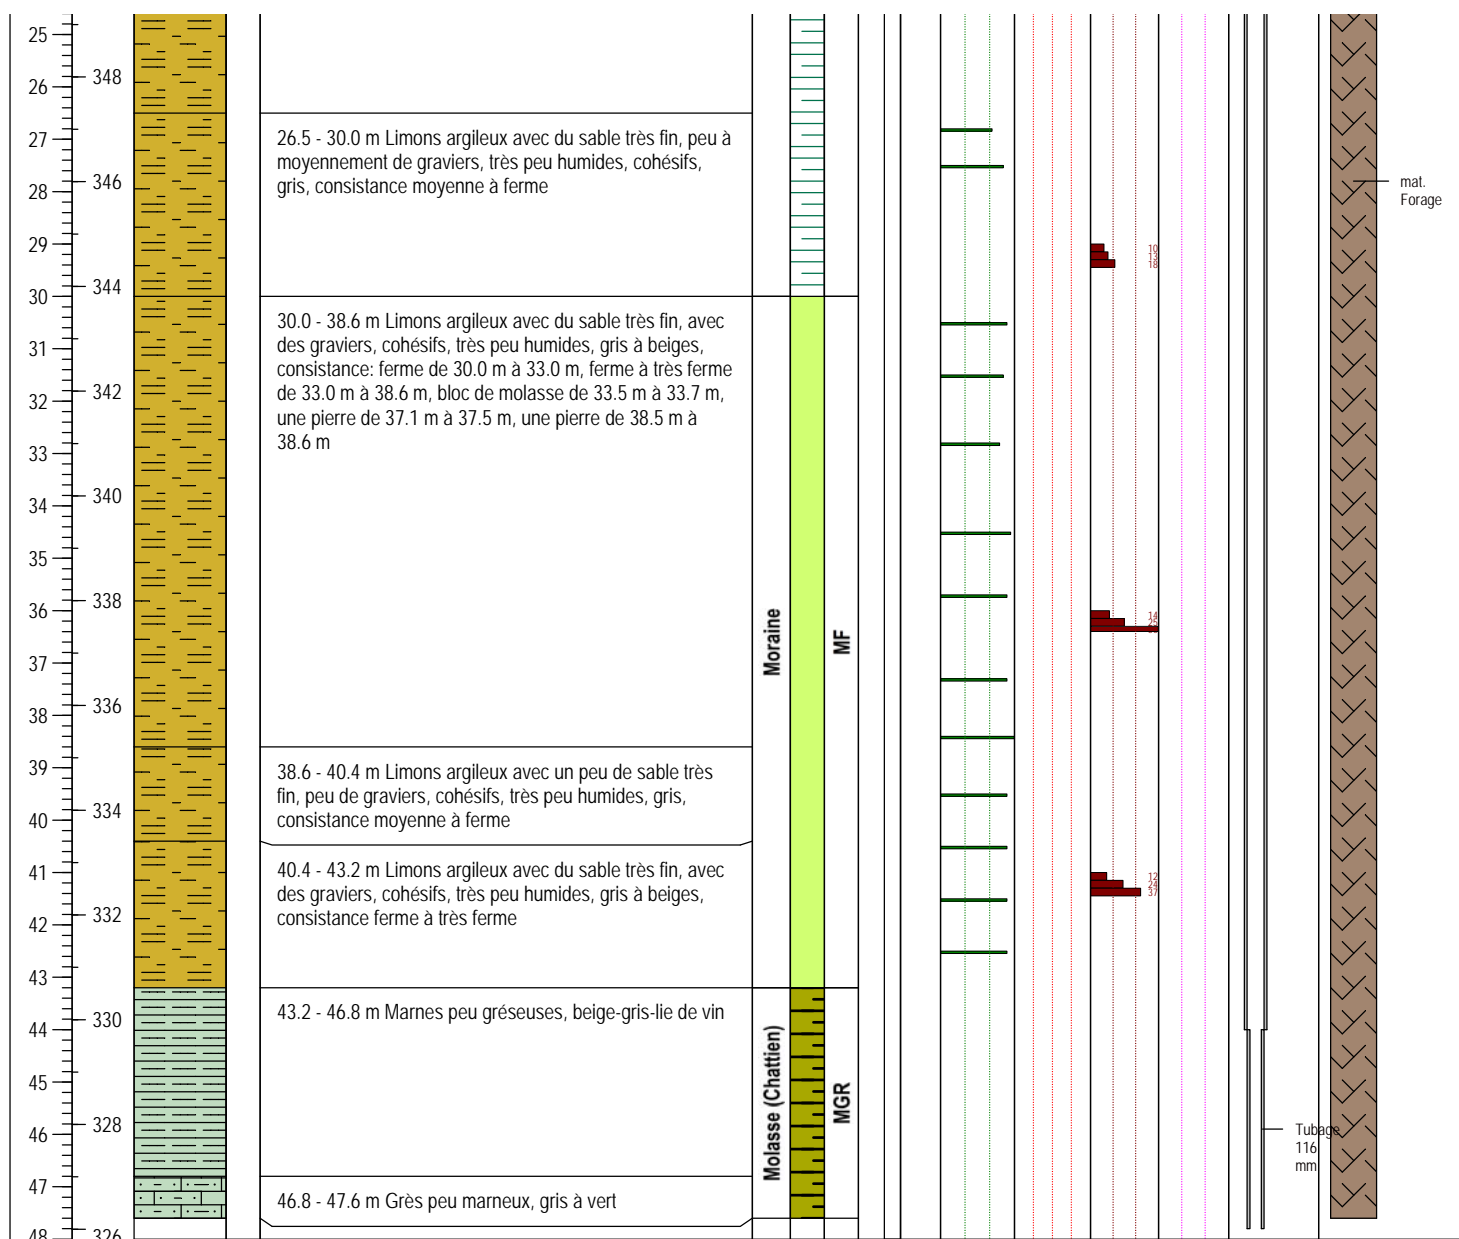 25
26
27
28
29
30
31
32
33
34
35
36
37
38
39
40
41
42
43
44
45
46
47
48
348
346
344
342
340
338
336
334
332
330
328
326
26.5 - 30.0 m Limons argileux avec du sable très fin, peu à
moyennement de graviers, très peu humides, cohésifs,
gris, consistance moyenne à ferme
30.0 - 38.6 m Limons argileux avec du sable très fin, avec
des graviers, cohésifs, très peu humides, gris à beiges,
consistance: ferme de 30.0 m à 33.0 m, ferme à très ferme
de 33.0 m à 38.6 m, bloc de molasse de 33.5 m à 33.7 m,
une pierre de 37.1 m à 37.5 m, une pierre de 38.5 m à
38.6 m
38.6 - 40.4 m Limons argileux avec un peu de sable très
fin, peu de graviers, cohésifs, très peu humides, gris,
consistance moyenne à ferme
40.4 - 43.2 m Limons argileux avec du sable très fin, avec
des graviers, cohésifs, très peu humides, gris à beiges,
consistance ferme à très ferme
43.2 - 46.8 m Marnes peu gréseuses, beige-gris-lie de vin
46.8 - 47.6 m Grès peu marneux, gris à vert
Moraine
Molasse (Chattien)
MF
MGR
10
13
18
14
25
12
24
37
mat.
Forage
Tubage
116
mm